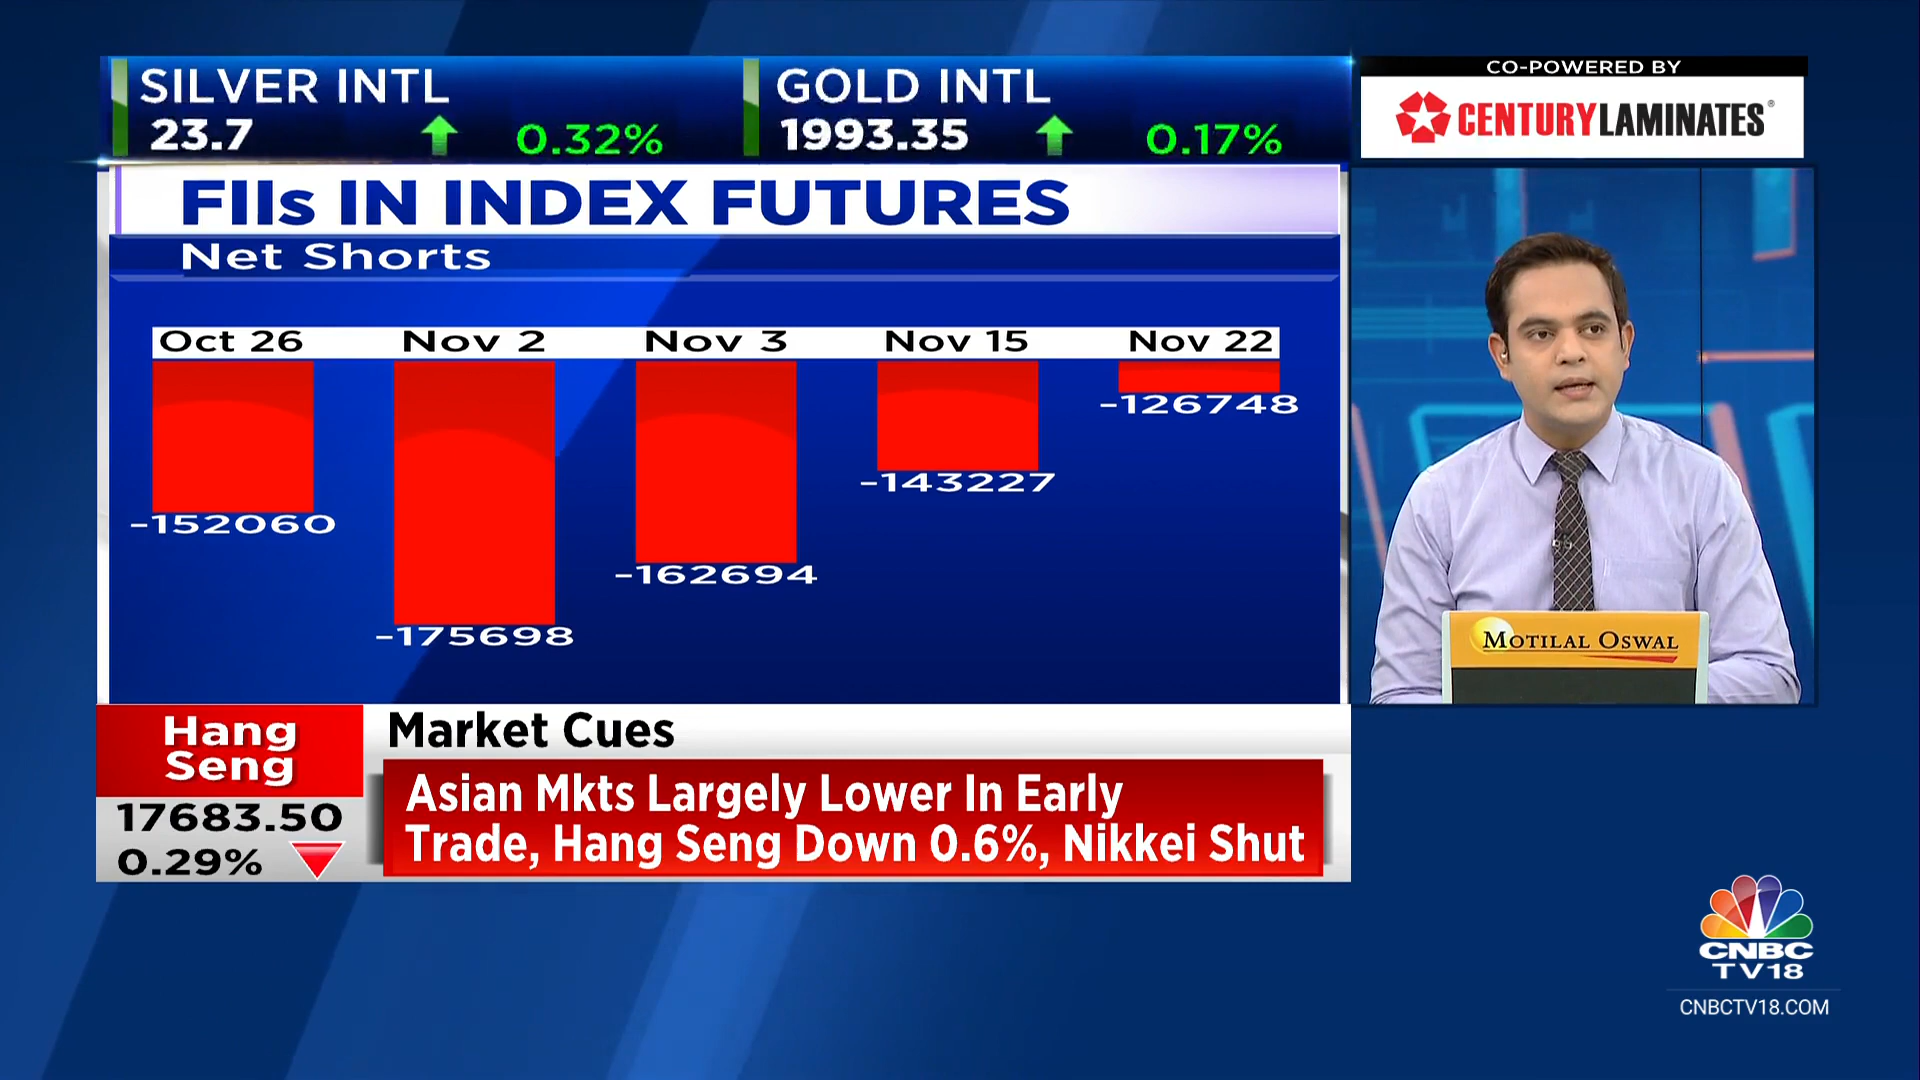 SILVER INTL
23.7 0.32%
GOLD INTL
1993.35 0.17%
CO-POWERED BY
CENTURYLAMINATES®
FIIs IN INDEX FUTURES
Net Shorts
Oct 26 Nov 2 Nov 3 Nov 15 Nov 22
-152060 -175698 -162694 -143227 -126748
MOTILAL OSWAL
Hang
Seng
17683.50
0.29%
Market Cues
Asian Mkts Largely Lower In Early
Trade, Hang Seng Down 0.6%, Nikkei Shut
CNBC
TV18
CNBCTV18.COM